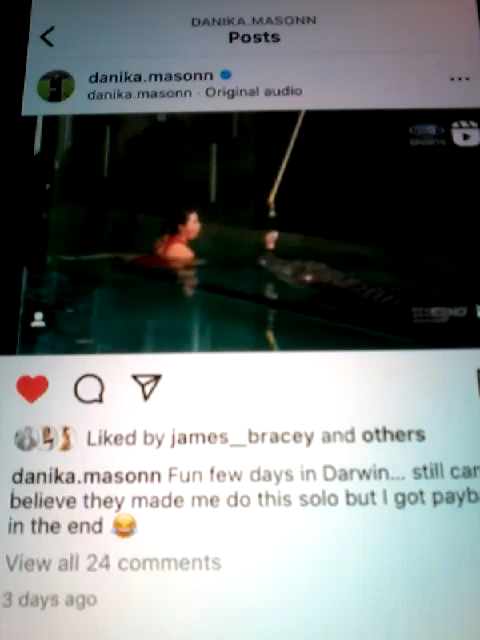 DANIKA.MASONN
Posts
danika.masonn
danika.masonn · Original audio
Liked by james__bracey and others
danika.masonn Fun few days in Darwin... still can
believe they made me do this solo but I got payb
in the end 😂
View all 24 comments
3 days ago